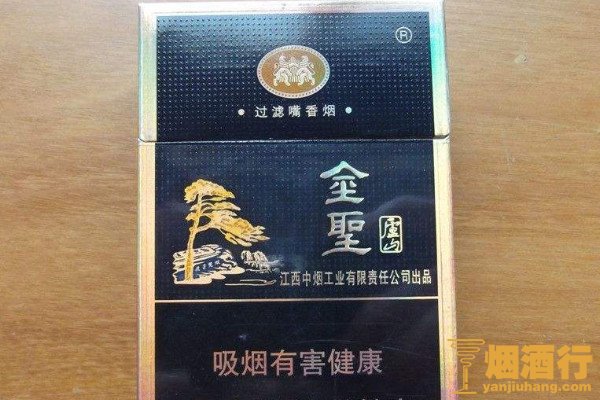 ®
· 过滤嘴香烟 ·
金聖
庐山
江西中烟工业有限责任公司出品
吸烟有害健康
烟酒行
yanjiuhang.com